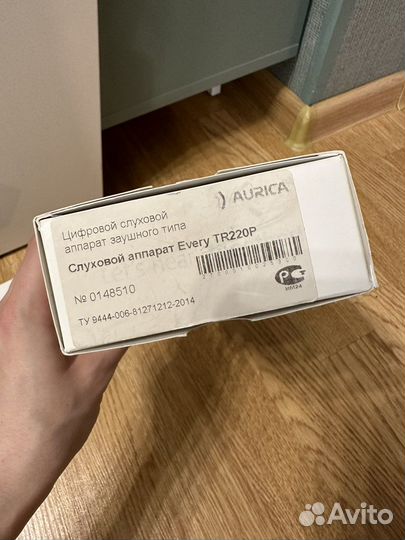 Цифровой слуховой
аппарат заушного типа
AURICA
Слуховой аппарат Every TR220P
№ 0148510
ТУ 9444-006-81271212-2014
Avito